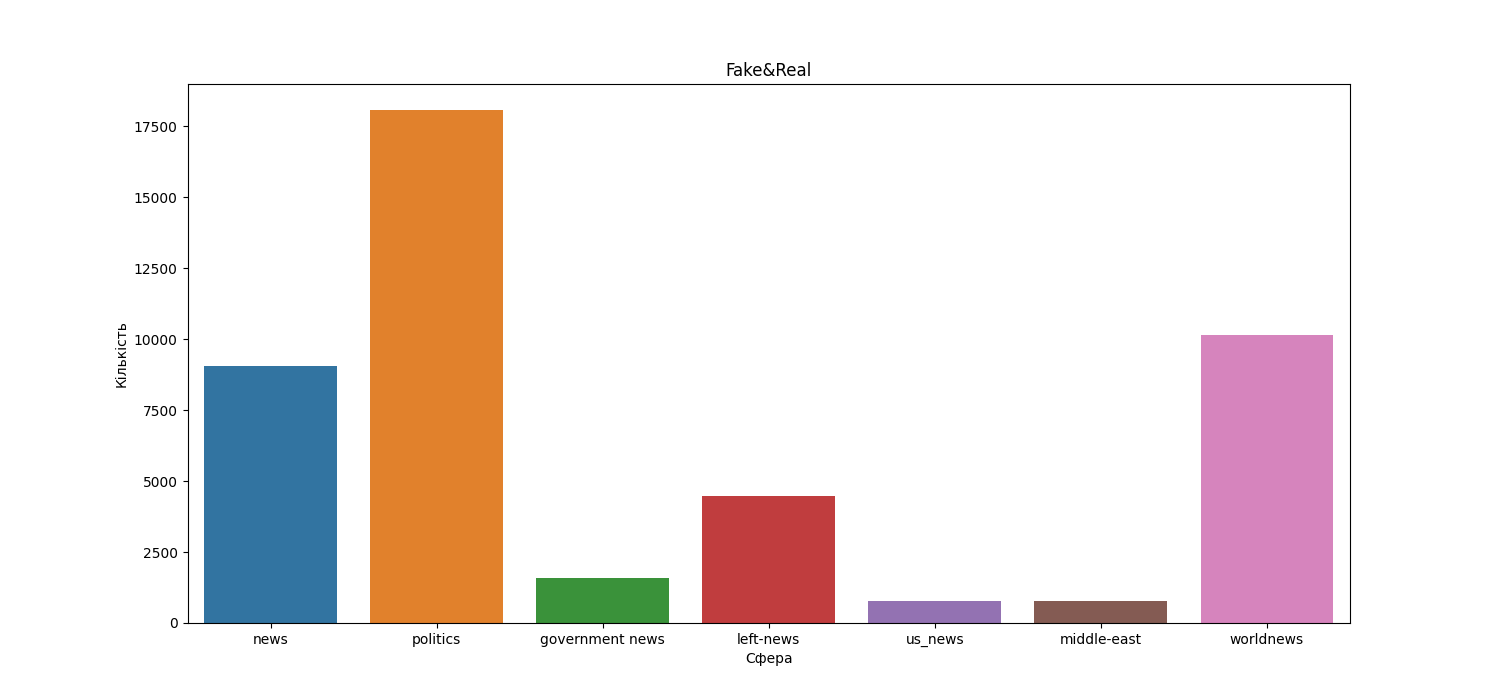 Fake&Real
17500
15000
12500
10000
7500
5000
2500
0
Кількість
news
politics
government news
left-news
us_news
middle-east
worldnews
Сфера